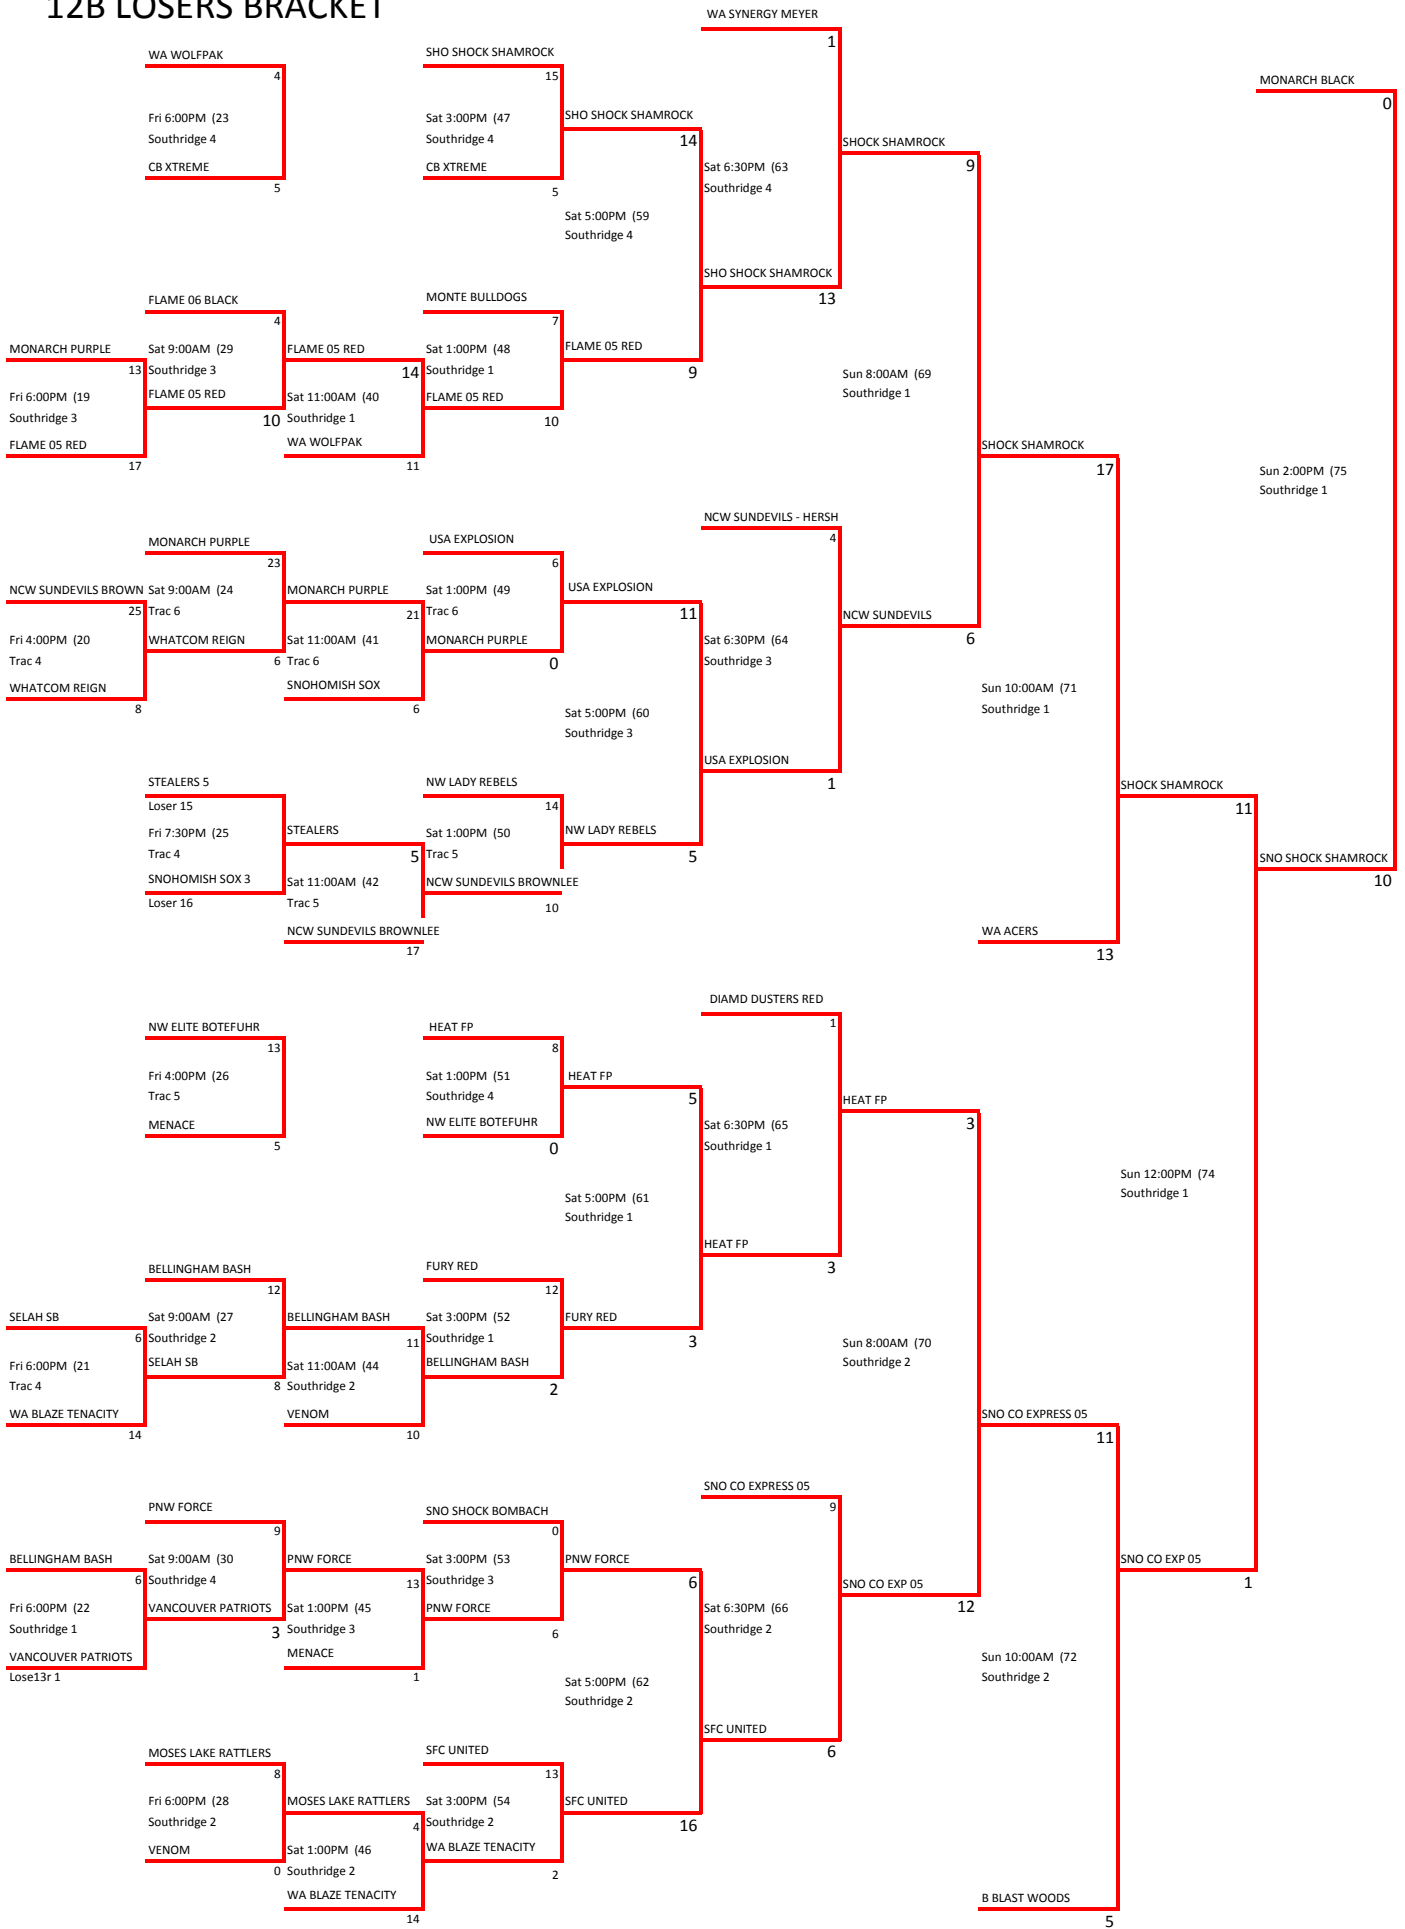 12B LOSERS BRACKET
WA SYNERGY MEYER
1
WA WOLFPAK
4
SHO SHOCK SHAMROCK
15
MONARCH BLACK
0
Fri 6:00PM (23
Southridge 4
Sat 3:00PM (47
Southridge 4
SHO SHOCK SHAMROCK
14
SHOCK SHAMROCK
9
CB XTREME
5
CB XTREME
5
Sat 6:30PM (63
Southridge 4
Sat 5:00PM (59
Southridge 4
SHO SHOCK SHAMROCK
13
FLAME 06 BLACK
4
MONTE BULLDOGS
7
MONARCH PURPLE
13
Sat 9:00AM (29
Southridge 3
FLAME 05 RED
14
Sat 1:00PM (48
Southridge 1
FLAME 05 RED
9
Fri 6:00PM (19
Southridge 3
FLAME 05 RED
10
Sat 11:00AM (40
Southridge 1
FLAME 05 RED
10
Sun 8:00AM (69
Southridge 1
FLAME 05 RED
17
WA WOLFPAK
11
SHOCK SHAMROCK
17
Sun 2:00PM (75
Southridge 1
NCW SUNDEVILS - HERSH
4
MONARCH PURPLE
23
USA EXPLOSION
6
NCW SUNDEVILS BROWN
25
Sat 9:00AM (24
Trac 6
MONARCH PURPLE
21
Sat 1:00PM (49
Trac 6
USA EXPLOSION
11
NCW SUNDEVILS
6
Fri 4:00PM (20
Trac 4
WHATCOM REIGN
6
Sat 11:00AM (41
Trac 6
MONARCH PURPLE
0
Sat 6:30PM (64
Southridge 3
WHATCOM REIGN
8
SNOHOMISH SOX
6
Sun 10:00AM (71
Southridge 1
Sat 5:00PM (60
Southridge 3
USA EXPLOSION
1
STEALERS 5
Loser 15
NW LADY REBELS
14
SHOCK SHAMROCK
11
Fri 7:30PM (25
Trac 4
STEALERS
5
Sat 1:00PM (50
Trac 5
NW LADY REBELS
5
SNO SHOCK SHAMROCK
10
SNOHOMISH SOX 3
Loser 16
Sat 11:00AM (42
Trac 5
NCW SUNDEVILS BROWNLEE
10
NCW SUNDEVILS BROWNLEE
17
WA ACERS
13
DIAMD DUSTERS RED
1
NW ELITE BOTEFUHR
13
HEAT FP
8
Fri 4:00PM (26
Trac 5
Sat 1:00PM (51
Southridge 4
HEAT FP
5
HEAT FP
3
MENACE
5
NW ELITE BOTEFUHR
0
Sat 6:30PM (65
Southridge 1
Sun 12:00PM (74
Southridge 1
Sat 5:00PM (61
Southridge 1
HEAT FP
3
BELLINGHAM BASH
12
FURY RED
12
SELAH SB
6
Sat 9:00AM (27
Southridge 2
BELLINGHAM BASH
11
Sat 3:00PM (52
Southridge 1
FURY RED
3
Fri 6:00PM (21
Trac 4
SELAH SB
8
Sat 11:00AM (44
Southridge 2
BELLINGHAM BASH
2
Sun 8:00AM (70
Southridge 2
WA BLAZE TENACITY
14
VENOM
10
SNO CO EXPRESS 05
11
SNO CO EXPRESS 05
9
PNW FORCE
9
SNO SHOCK BOMBACH
0
BELLINGHAM BASH
6
Sat 9:00AM (30
Southridge 4
PNW FORCE
13
Sat 3:00PM (53
Southridge 3
PNW FORCE
6
SNO CO EXP 05
12
SNO CO EXP 05
1
Fri 6:00PM (22
Southridge 1
VANCOUVER PATRIOTS
3
Sat 1:00PM (45
Southridge 3
PNW FORCE
6
Sat 6:30PM (66
Southridge 2
VANCOUVER PATRIOTS
Lose13r 1
MENACE
1
Sun 10:00AM (72
Southridge 2
Sat 5:00PM (62
Southridge 2
SFC UNITED
6
MOSES LAKE RATTLERS
8
SFC UNITED
13
Fri 6:00PM (28
Southridge 2
MOSES LAKE RATTLERS
4
Sat 3:00PM (54
Southridge 2
SFC UNITED
16
VENOM
0
Sat 1:00PM (46
Southridge 2
WA BLAZE TENACITY
2
WA BLAZE TENACITY
14
B BLAST WOODS
5